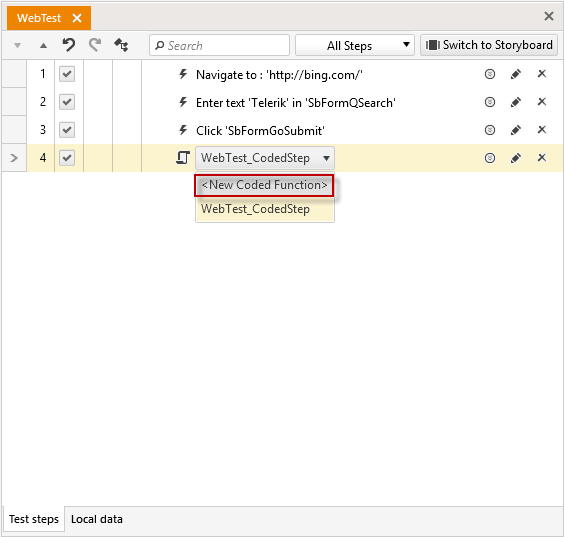 WebTest
Search
All Steps
Switch to Storyboard
1 Navigate to : 'http://bing.com/'
2 Enter text 'Telerik' in 'SbFormQSearch'
3 Click 'SbFormGoSubmit'
4 WebTest_CodedStep
<New Coded Function>
WebTest_CodedStep
Test steps Local data